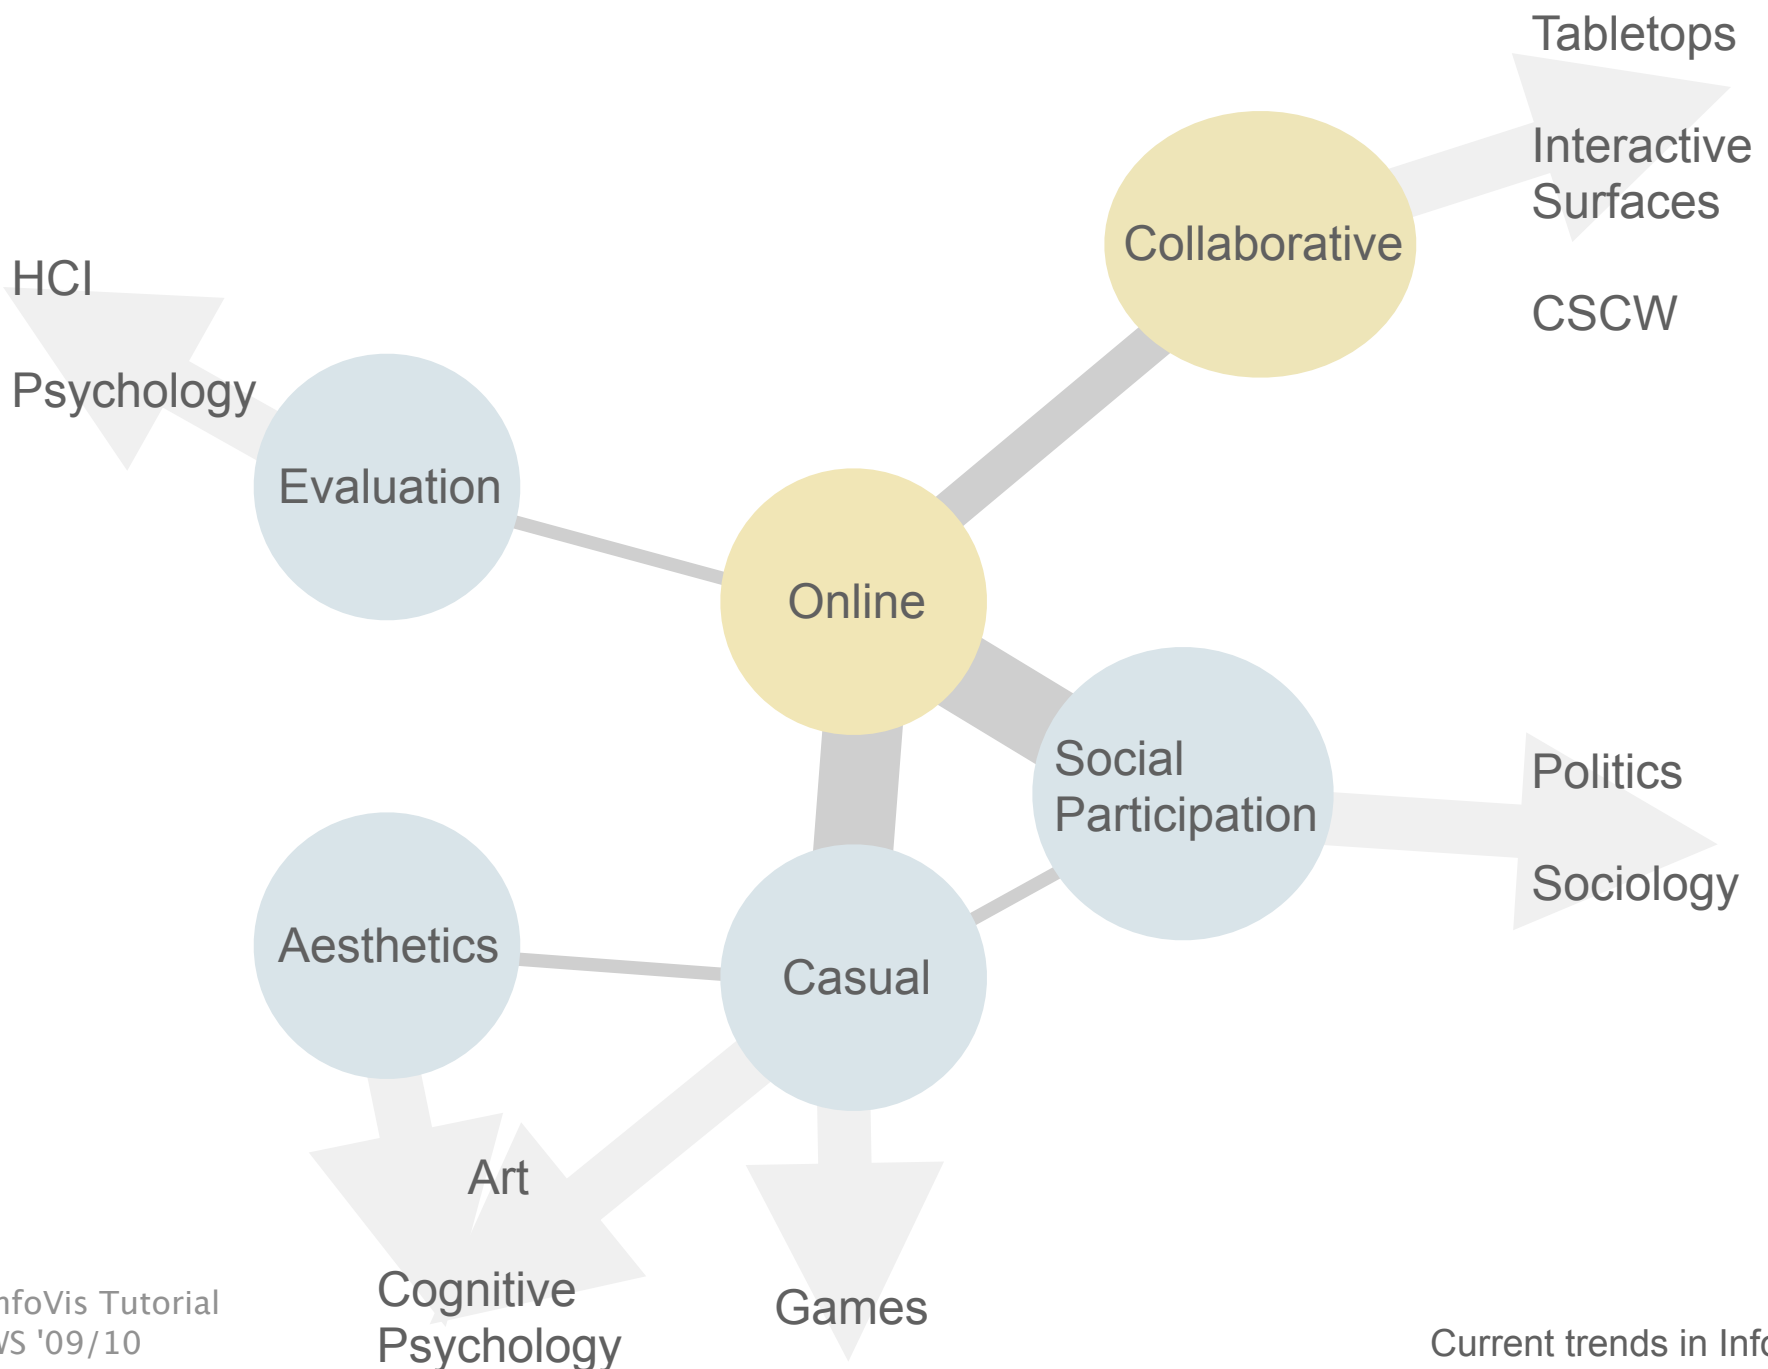 Tabletops
Interactive
Surfaces
CSCW
Collaborative
HCI
Psychology
Evaluation
Online
Social
Participation
Politics
Sociology
Aesthetics
Casual
Art
Cognitive
Psychology
Games
nfoVis Tutorial
WS '09/10
Current trends in Info